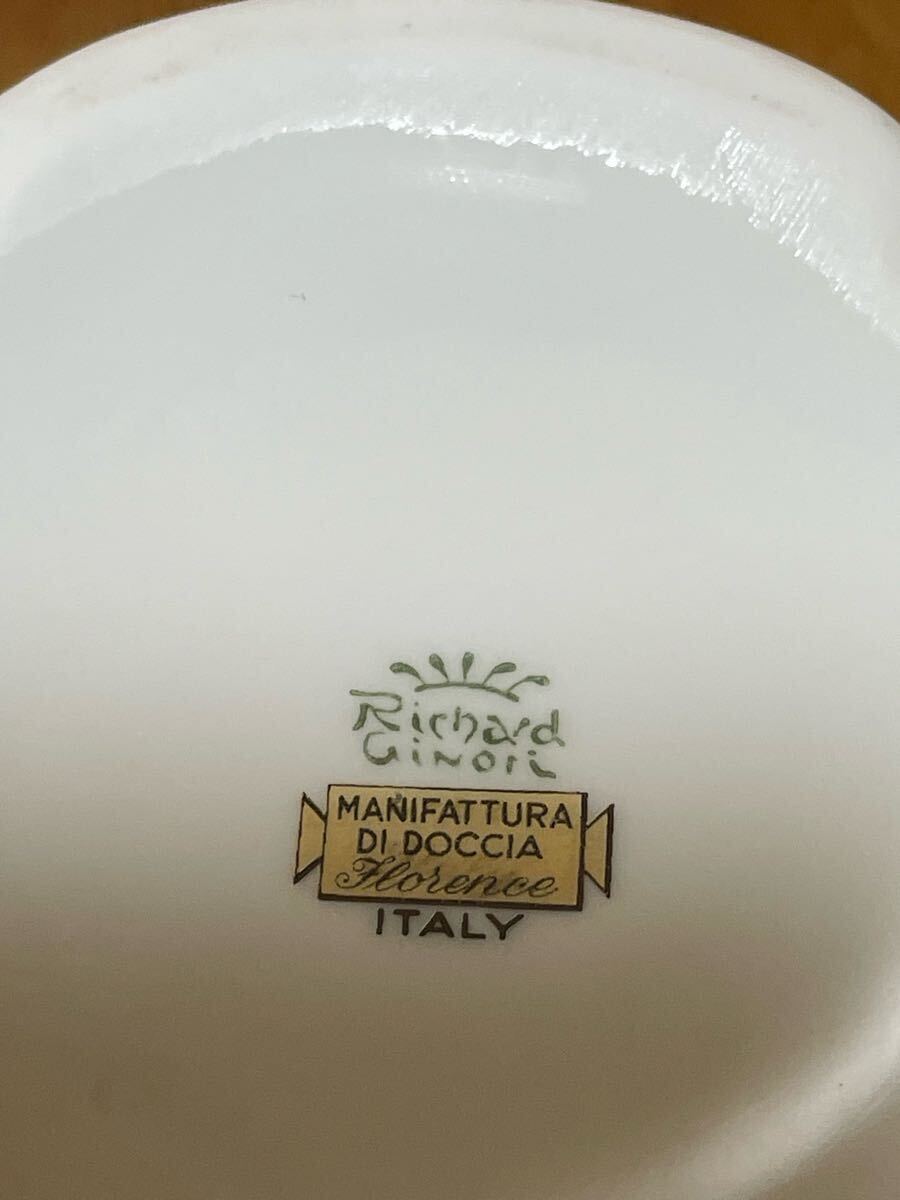 Richard
GiNORi
MANIFATTURA
DI DOCCIA
Florence
ITALY